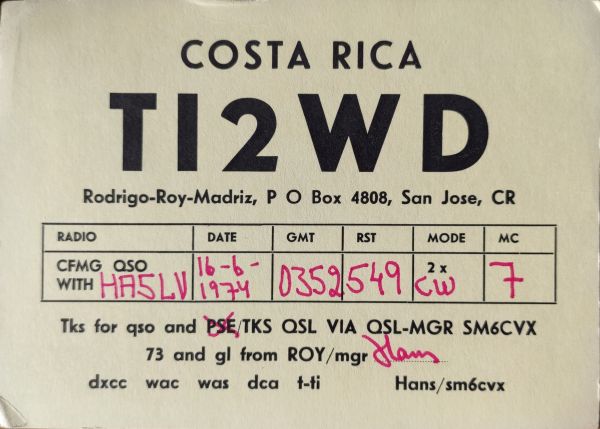 COSTA RICA
TI2WD
Rodrigo-Roy-Madriz, P O Box 4808, San Jose, CR
RADIO DATE GMT RST MODE MC
CFMG QSO WITH HA5LV 16-6-1974 0352 549 2 x CW 7
Tks for qso and PSE/TKS QSL VIA QSL-MGR SM6CVX
73 and gl from ROY/mgr Hans
dxcc wac was dca t-ti Hans/sm6cvx